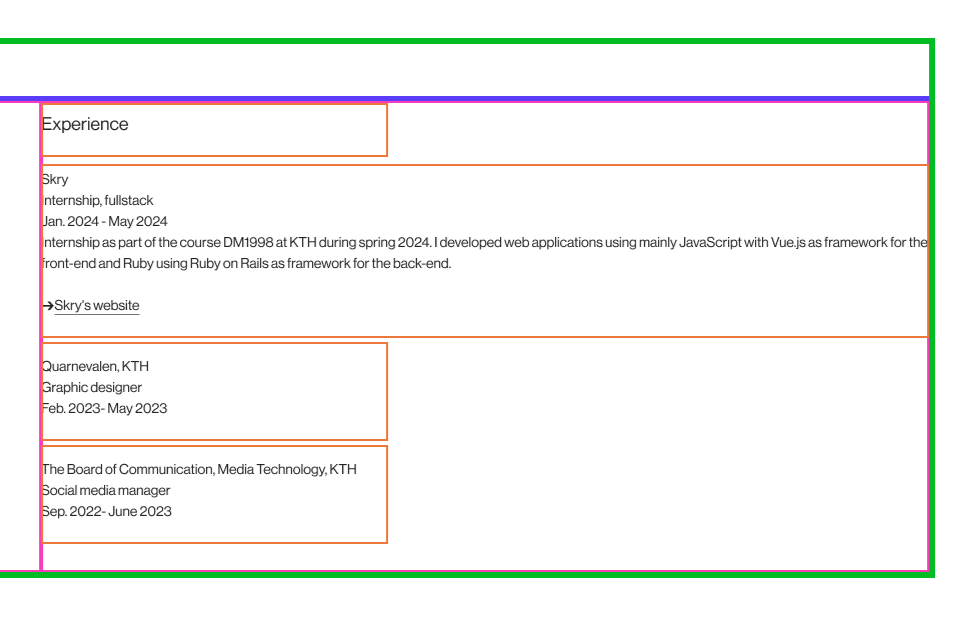 Experience
Skry
Internship, fullstack
Jan. 2024 - May 2024
Internship as part of the course DM1998 at KTH during spring 2024. I developed web applications using mainly JavaScript with Vue.js as framework for the
front-end and Ruby using Ruby on Rails as framework for the back-end.
➔Skry's website
Quarnevalen, KTH
Graphic designer
Feb. 2023- May 2023
The Board of Communication, Media Technology, KTH
Social media manager
Sep. 2022- June 2023